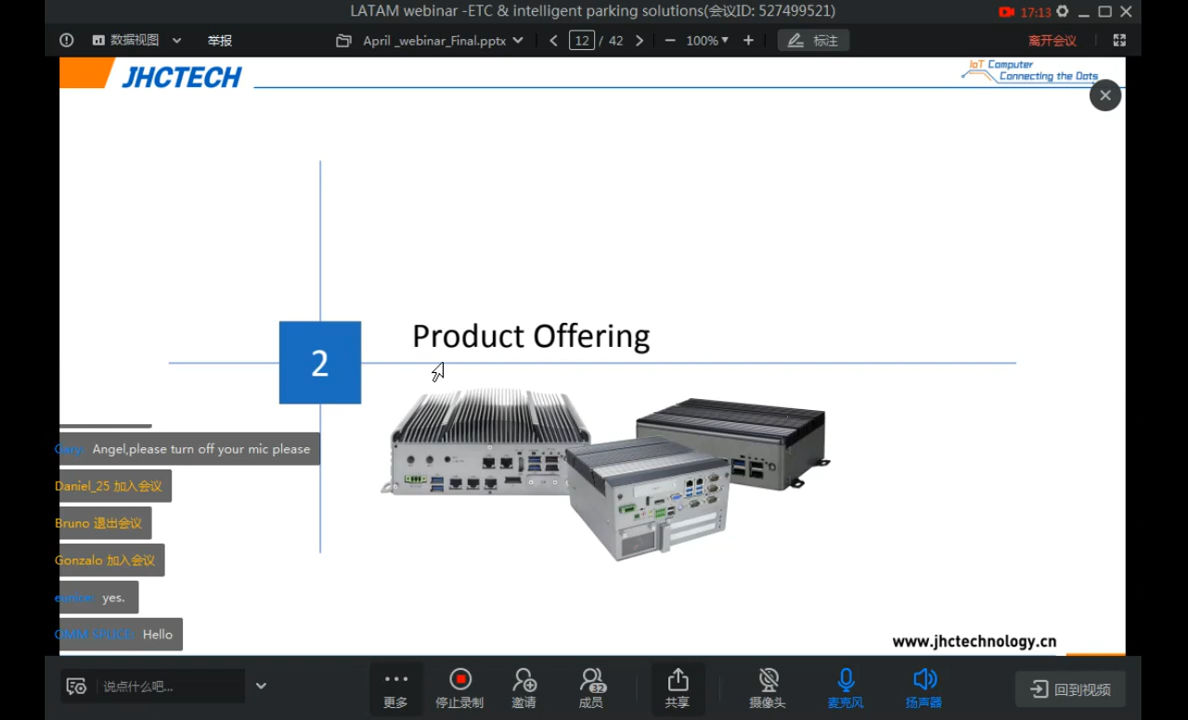 LATAM webinar -ETC & intelligent parking solutions(会议ID: 527499521)
17:13
数据视图
举报
April _webinar_Final.pptx
12 / 42
100%
标注
离开会议
JHCTECH
IoT Computer
Connecting the Dots
2
Product Offering
Gary: Angel,please turn off your mic please
Daniel_25 加入会议
Bruno 退出会议
Gonzalo 加入会议
yes.
OMM SPLICE: Hello
www.jhctechnology.cn
说点什么吧...
更多
停止录制
邀请
32
成员
共享
摄像头
麦克风
扬声器
回到视频